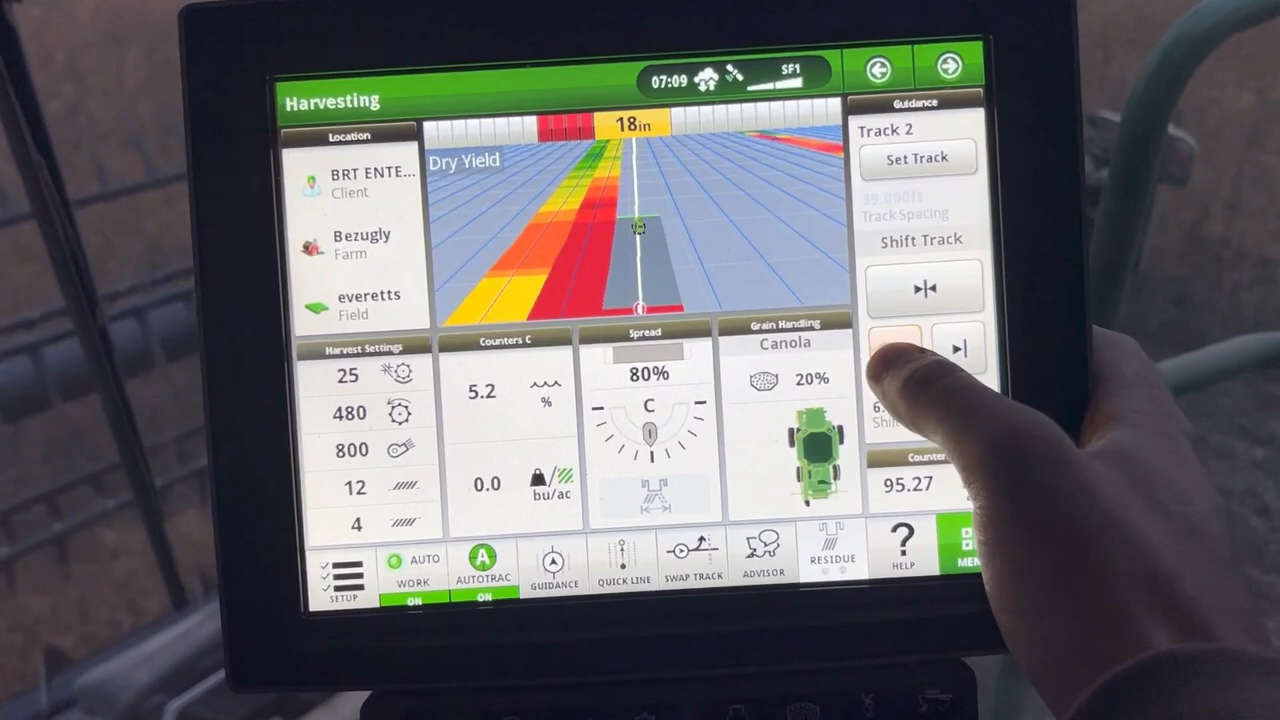 Harvesting
07:09
SF1
Location
BRT ENTE...
Client
Bezugly
Farm
everetts
Field
18in
Dry Yield
Guidance
Track 2
Set Track
39.000ft
Track Spacing
Shift Track
Harvest Settings
25
480
800
12
4
Counters C
5.2
%
0.0
bu/ac
Spread
80%
C
Grain Handling
Canola
20%
95.27
SETUP
AUTO
WORK
ON
A
AUTOTRAC
ON
GUIDANCE
QUICK LINE
SWAP TRACK
ADVISOR
RESIDUE
?
HELP